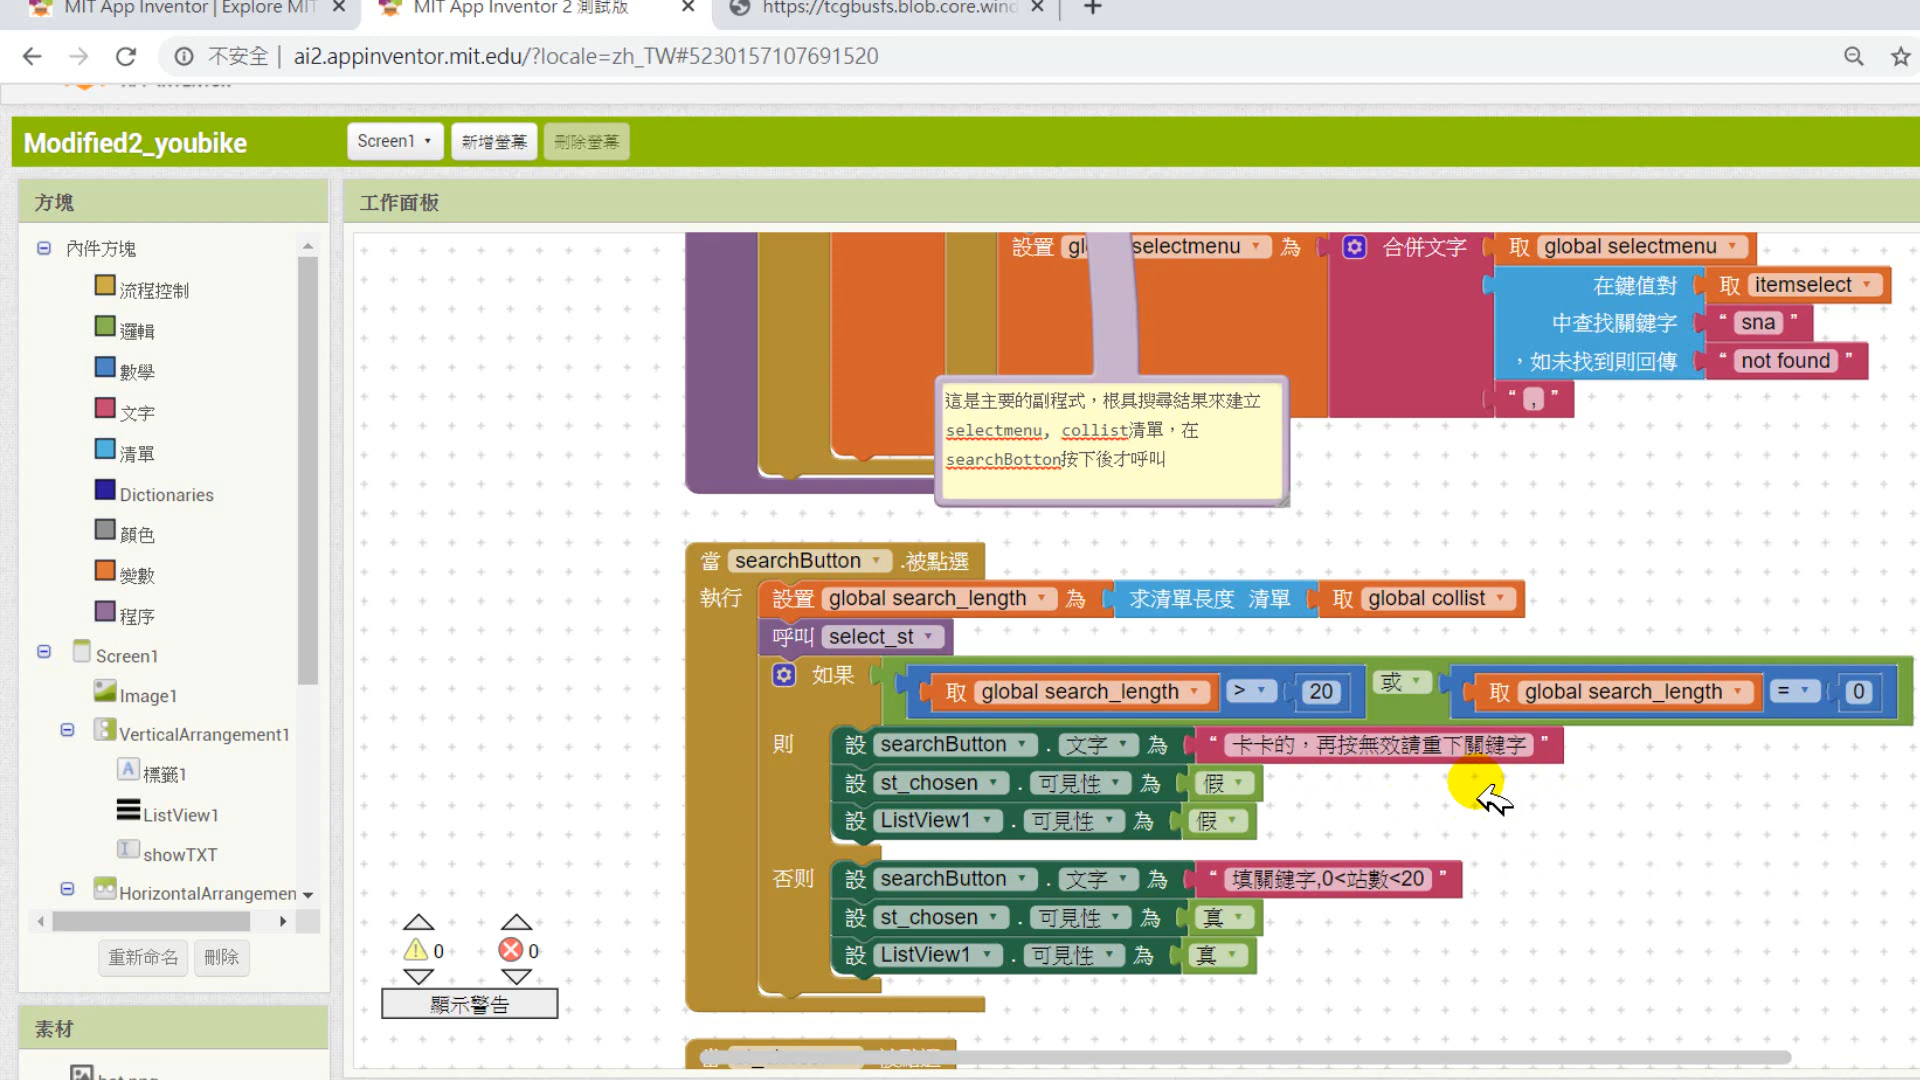 MIT App Inventor | Explore MIT
MIT App Inventor 2 測試版
https://tcgbusfs.blob.core.wind
不安全 | ai2.appinventor.mit.edu/?locale=zh_TW#5230157107691520
Modified2_youbike
Screen1
新增螢幕
刪除螢幕
方塊
工作面板
內件方塊
流程控制
邏輯
數學
文字
清單
Dictionaries
顏色
變數
程序
Screen1
Image1
VerticalArrangement1
標籤1
ListView1
showTXT
HorizontalArrangemen
重新命名
刪除
素材
設置 gl selectmenu 為 合併文字 取 global selectmenu
在鍵值對 取 itemselect
中查找關鍵字 “ sna ”
，如未找到則回傳 “ not found ”
“ , ”
這是主要的副程式，根具搜尋結果來建立
selectmenu, collist清單，在
searchBotton按下後才呼叫
當 searchButton .被點選
執行 設置 global search_length 為 求清單長度 清單 取 global collist
呼叫 select_st
如果 取 global search_length > 20 或 取 global search_length = 0
則 設 searchButton . 文字 為 “ 卡卡的，再按無效請重下關鍵字 ”
設 st_chosen . 可見性 為 假
設 ListView1 . 可見性 為 假
否則 設 searchButton . 文字 為 “ 填關鍵字,0<站數<20 ”
設 st_chosen . 可見性 為 真
設 ListView1 . 可見性 為 真
0 0
顯示警告